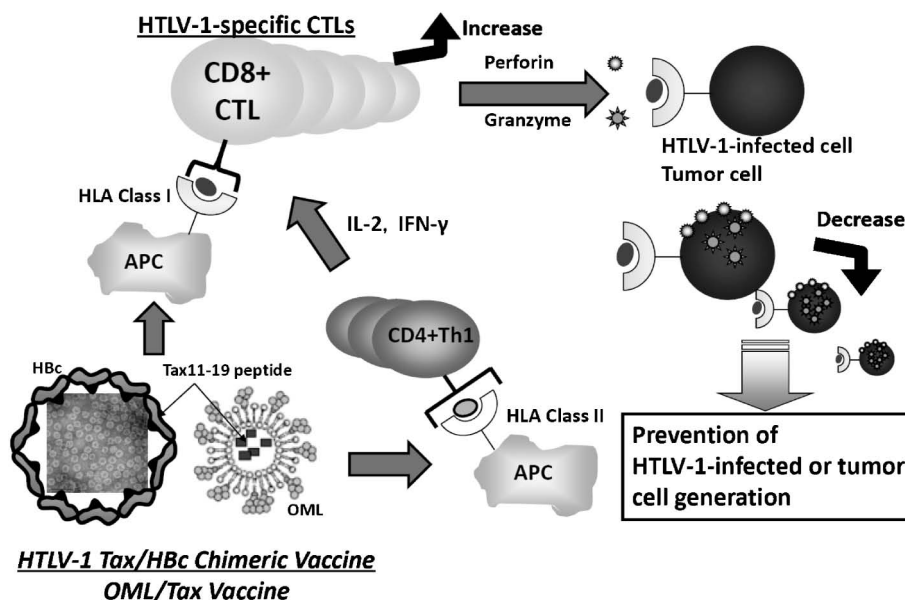 HTLV-1-specific CTLs
Increase
CD8+
CTL
Perforin
Granzyme
HTLV-1-infected cell
Tumor cell
HLA Class I
IL-2, IFN-γ
APC
Decrease
CD4+Th1
HBc
Tax11-19 peptide
HLA Class II
APC
OML
Prevention of
HTLV-1-infected or tumor
cell generation
HTLV-1 Tax/HBc Chimeric Vaccine
OML/Tax Vaccine